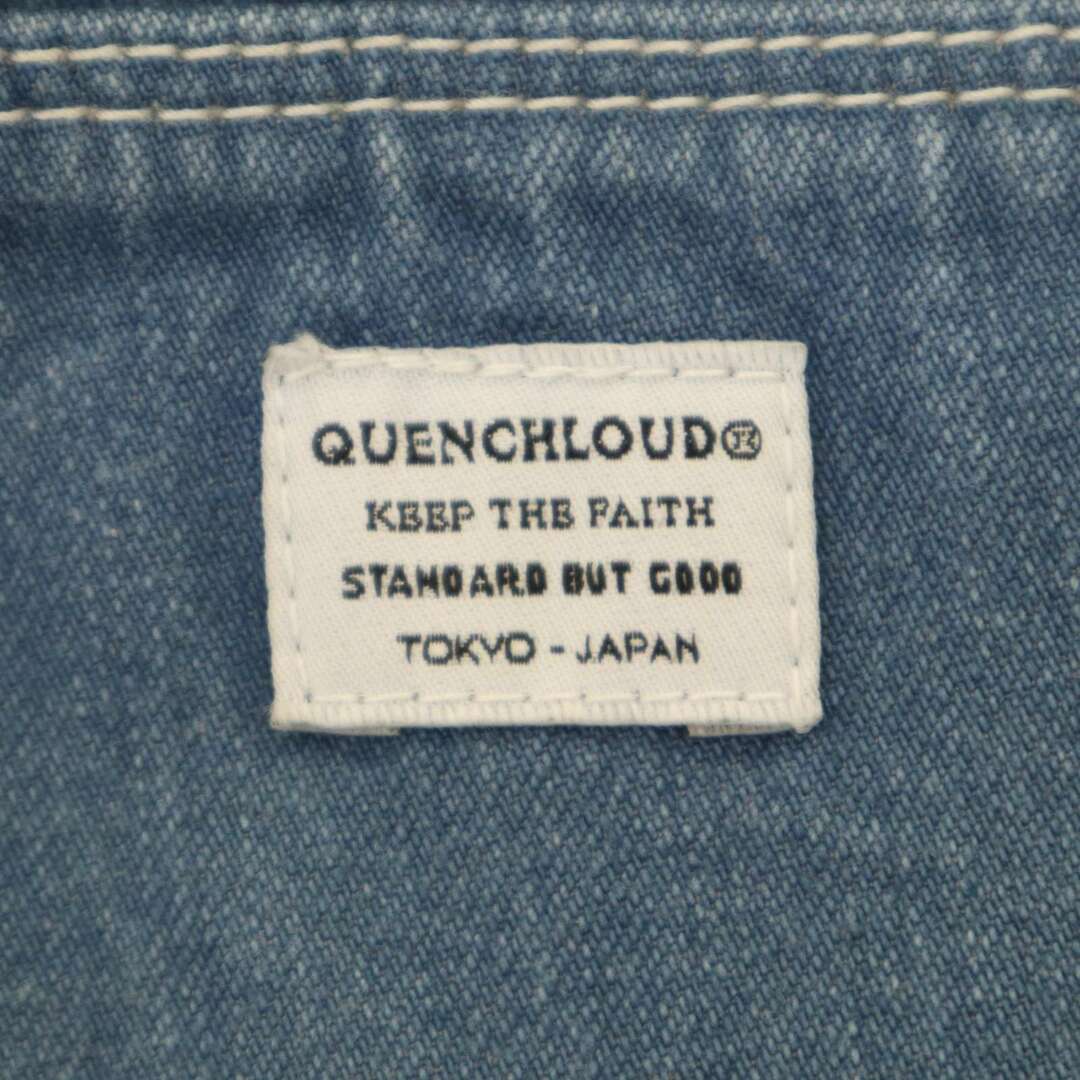 QUENCHLOUD®
KEEP THE FAITH
STANDARD BUT GOOD
TOKYO - JAPAN